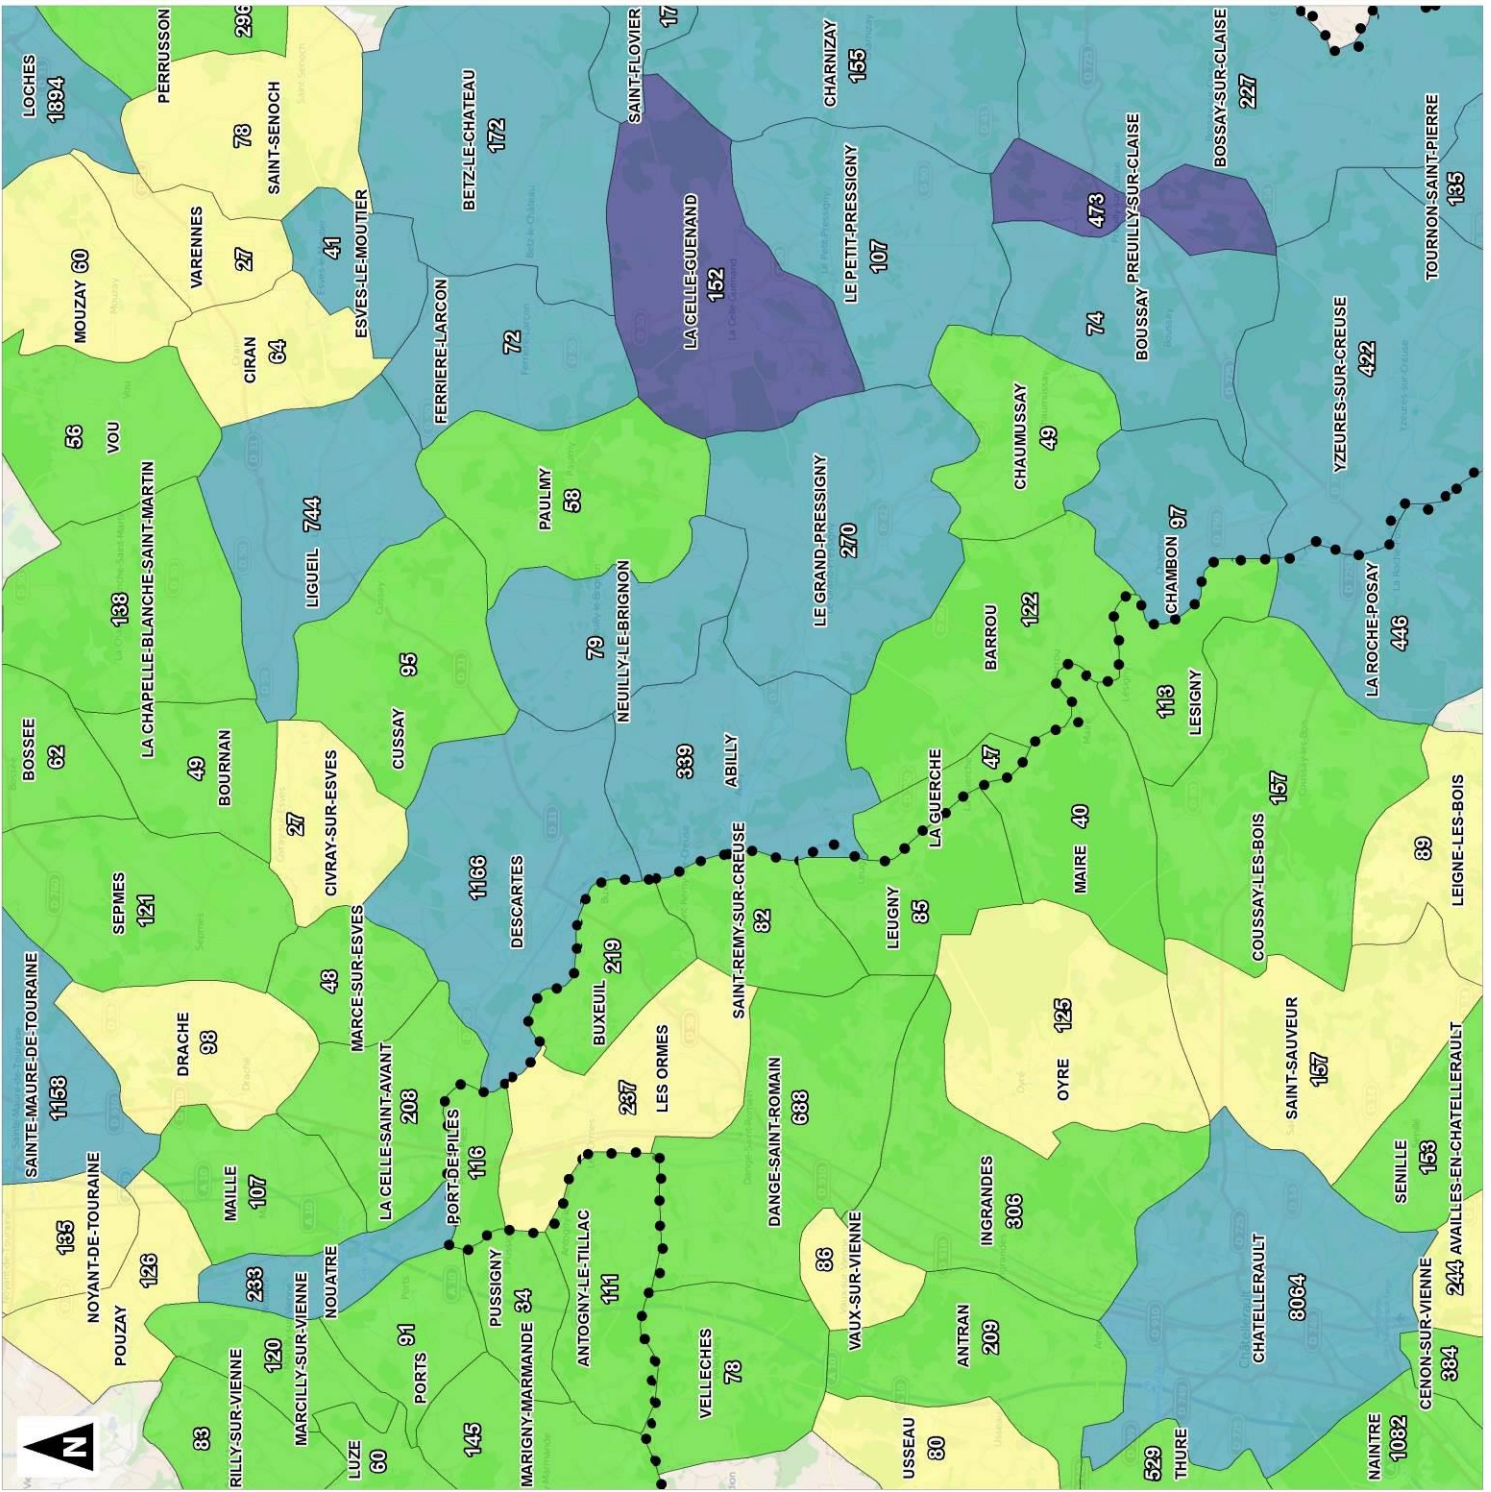 N
83
RILLY-SUR-VIENNE
POUZAY
126
NOYANT-DE-TOURAINE
135
SAINTE-MAURE-DE-TOURAINE
1158
BOSSEE
62
56
VOU
MOUZAY 60
LOCHES
1894
PERRUSSON
296
120
MARCILLY-SUR-VIENNE
233
NOUATRE
MAILLE
107
DRACHE
98
SEPMES
121
49
BOURNAN
138
LA CHAPELLE-BLANCHE-SAINT-MARTIN
CIRAN
64
VARENNES
27
78
SAINT-SENOCH
LUZE
60
91
PORTS
LA CELLE-SAINT-AVANT
208
48
MARCE-SUR-ESVES
27
CIVRAY-SUR-ESVES
CUSSAY
95
LIGUEIL 744
41
ESVES-LE-MOUTIER
145
MARIGNY-MARMANDE
PUSSIGNY
34
PORT-DE-PILES
116
1166
DESCARTES
PAULMY
58
FERRIERE-LARCON
72
BETZ-LE-CHATEAU
172
ANTOGNY-LE-TILLAC
111
237
LES ORMES
BUXEUIL
219
79
NEUILLY-LE-BRIGNON
LA CELLE-GUENAND
152
SAINT-FLOVIER
17
VELLECHES
78
DANGE-SAINT-ROMAIN
688
SAINT-REMY-SUR-CREUSE
82
339
ABILLY
LE GRAND-PRESSIGNY
270
LE PETIT-PRESSIGNY
107
CHARNIZAY
155
USSEAU
80
86
VAUX-SUR-VIENNE
ANTRAN
209
INGRANDES
306
LEUGNY
85
LA GUERCHE
47
BARROU
122
CHAUMUSSAY
49
125
OYRE
MAIRE
40
74
BOUSSAY
473
PREUILLY-SUR-CLAISE
529
THURE
113
LESIGNY
CHAMBON 97
BOSSAY-SUR-CLAISE
227
CHATELLERAULT
8064
SAINT-SAUVEUR
157
COUSSAY-LES-BOIS
157
LA ROCHE-POSAY
446
YZEURES-SUR-CREUSE
422
TOURNON-SAINT-PIERRE
135
NAINTRE
1082
CENON-SUR-VIENNE
384
SENILLE
153
244 AVAILLES-EN-CHATELLERAULT
89
LEIGNE-LES-BOIS